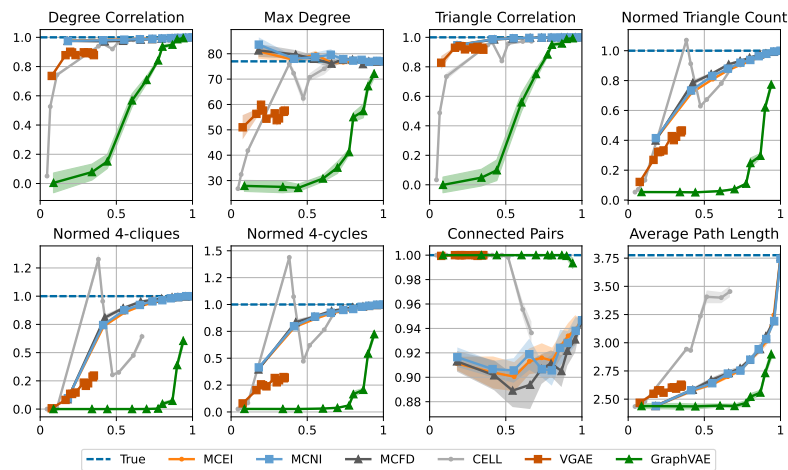 Degree Correlation
1.0
0.8
0.6
0.4
0.2
0.0
0 0.5 1
Max Degree
80
70
60
50
40
30
0 0.5 1
Triangle Correlation
1.0
0.8
0.6
0.4
0.2
0.0
0 0.5 1
Normed Triangle Count
1.0
0.8
0.6
0.4
0.2
0.0
0 0.5 1
Normed 4-cliques
1.2
1.0
0.8
0.5
0.2
0.0
0 0.5 1
Normed 4-cycles
1.5
1.2
1.0
0.8
0.5
0.2
0.0
0 0.5 1
Connected Pairs
1.00
0.98
0.96
0.94
0.92
0.90
0.88
0 0.5 1
Average Path Length
3.75
3.50
3.25
3.00
2.75
2.50
0 0.5 1
True MCEI MCNI MCFD CELL VGAE GraphVAE